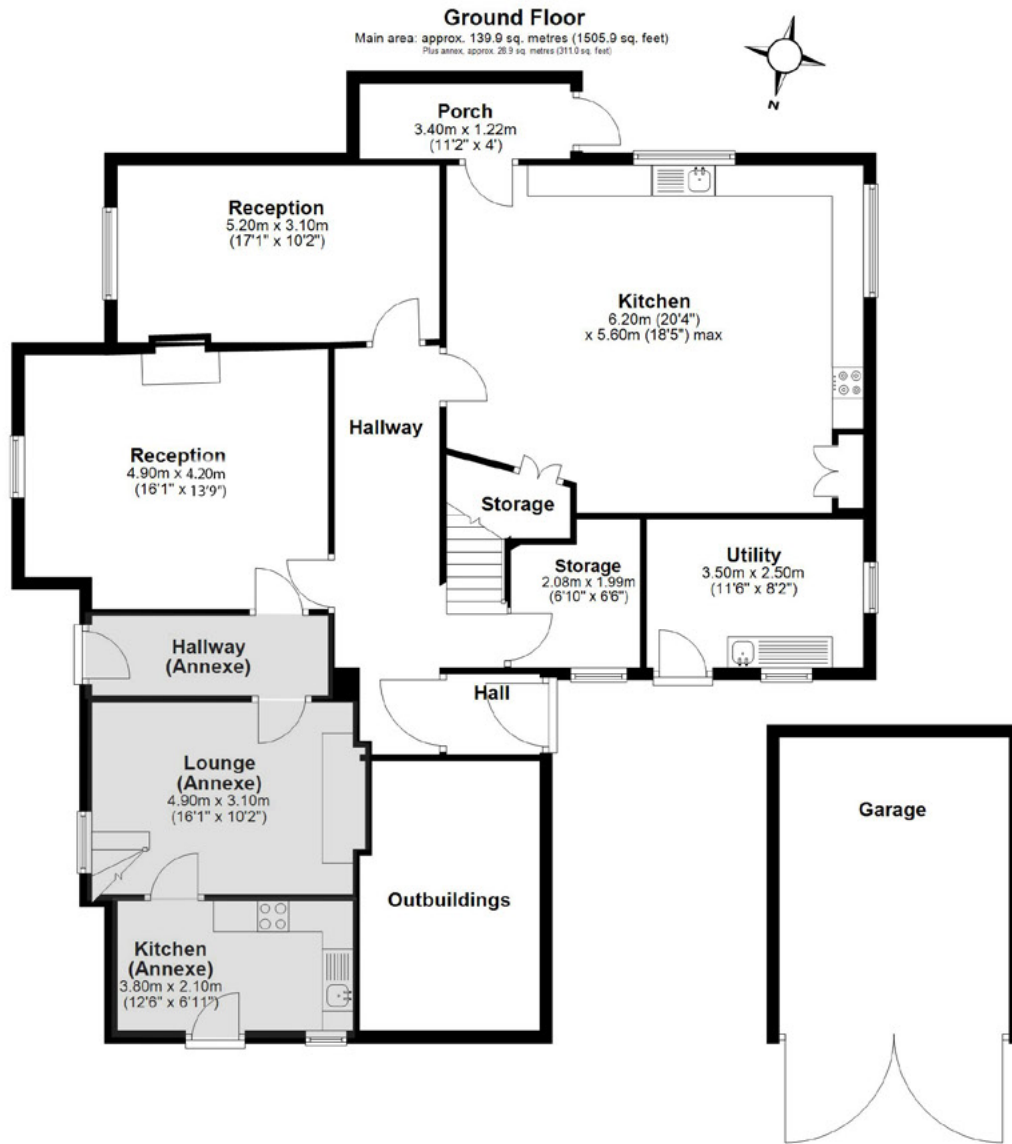 Ground Floor
Main area: approx. 139.9 sq. metres (1505.9 sq. feet)
Plus annex, approx. 28.9 sq. metres (311.0 sq. feet)
N
Porch
3.40m x 1.22m
(11'2" x 4')
Reception
5.20m x 3.10m
(17'1" x 10'2")
Kitchen
6.20m (20'4")
x 5.60m (18'5") max
Hallway
Reception
4.90m x 4.20m
(16'1" x 13'9")
Storage
Storage
2.08m x 1.99m
(6'10" x 6'6")
Utility
3.50m x 2.50m
(11'6" x 8'2")
Hallway
(Annexe)
Hall
Lounge
(Annexe)
4.90m x 3.10m
(16'1" x 10'2")
Garage
Outbuildings
Kitchen
(Annexe)
3.80m x 2.10m
(12'6" x 6'11")